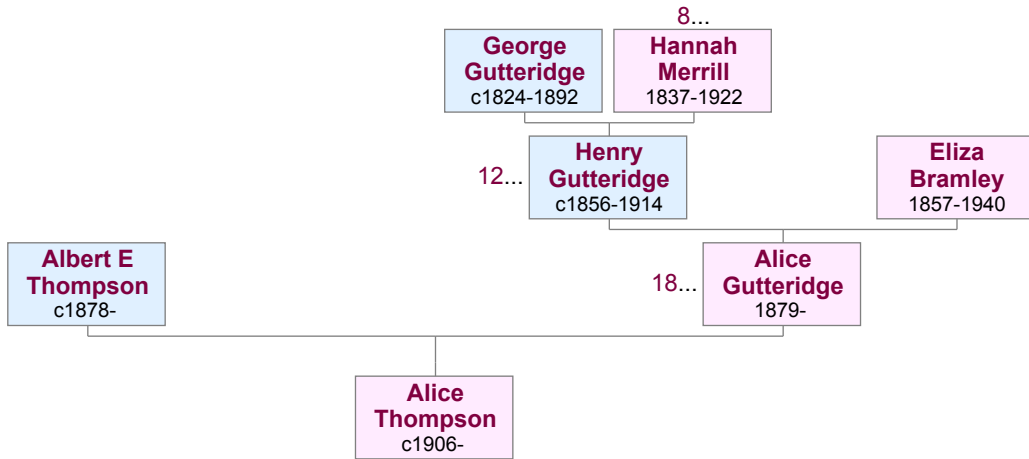 8...
George
Gutteridge
c1824-1892
Hannah
Merrill
1837-1922
12...
Henry
Gutteridge
c1856-1914
Eliza
Bramley
1857-1940
Albert E
Thompson
c1878-
18...
Alice
Gutteridge
1879-
Alice
Thompson
c1906-